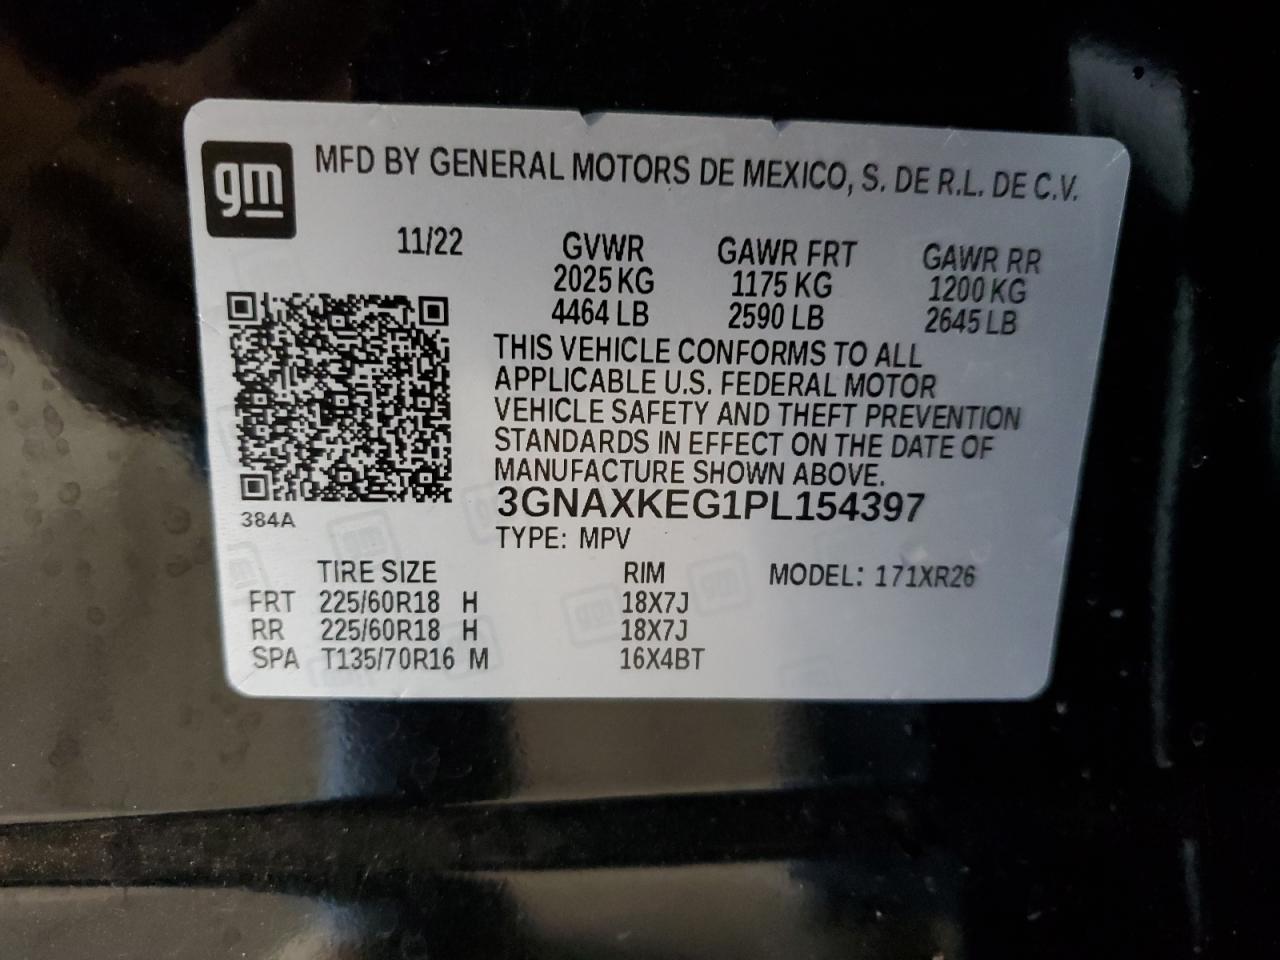 gm
MFD BY GENERAL MOTORS DE MEXICO, S. DE R.L. DE C.V.
11/22 GVWR GAWR FRT GAWR RR
2025 KG 1175 KG 1200 KG
4464 LB 2590 LB 2645 LB
THIS VEHICLE CONFORMS TO ALL
APPLICABLE U.S. FEDERAL MOTOR
VEHICLE SAFETY AND THEFT PREVENTION
STANDARDS IN EFFECT ON THE DATE OF
MANUFACTURE SHOWN ABOVE.
3GNAXKEG1PL154397
384A
TYPE: MPV
TIRE SIZE RIM MODEL: 171XR26
FRT 225/60R18 H 18X7J
RR 225/60R18 H 18X7J
SPA T135/70R16 M 16X4BT